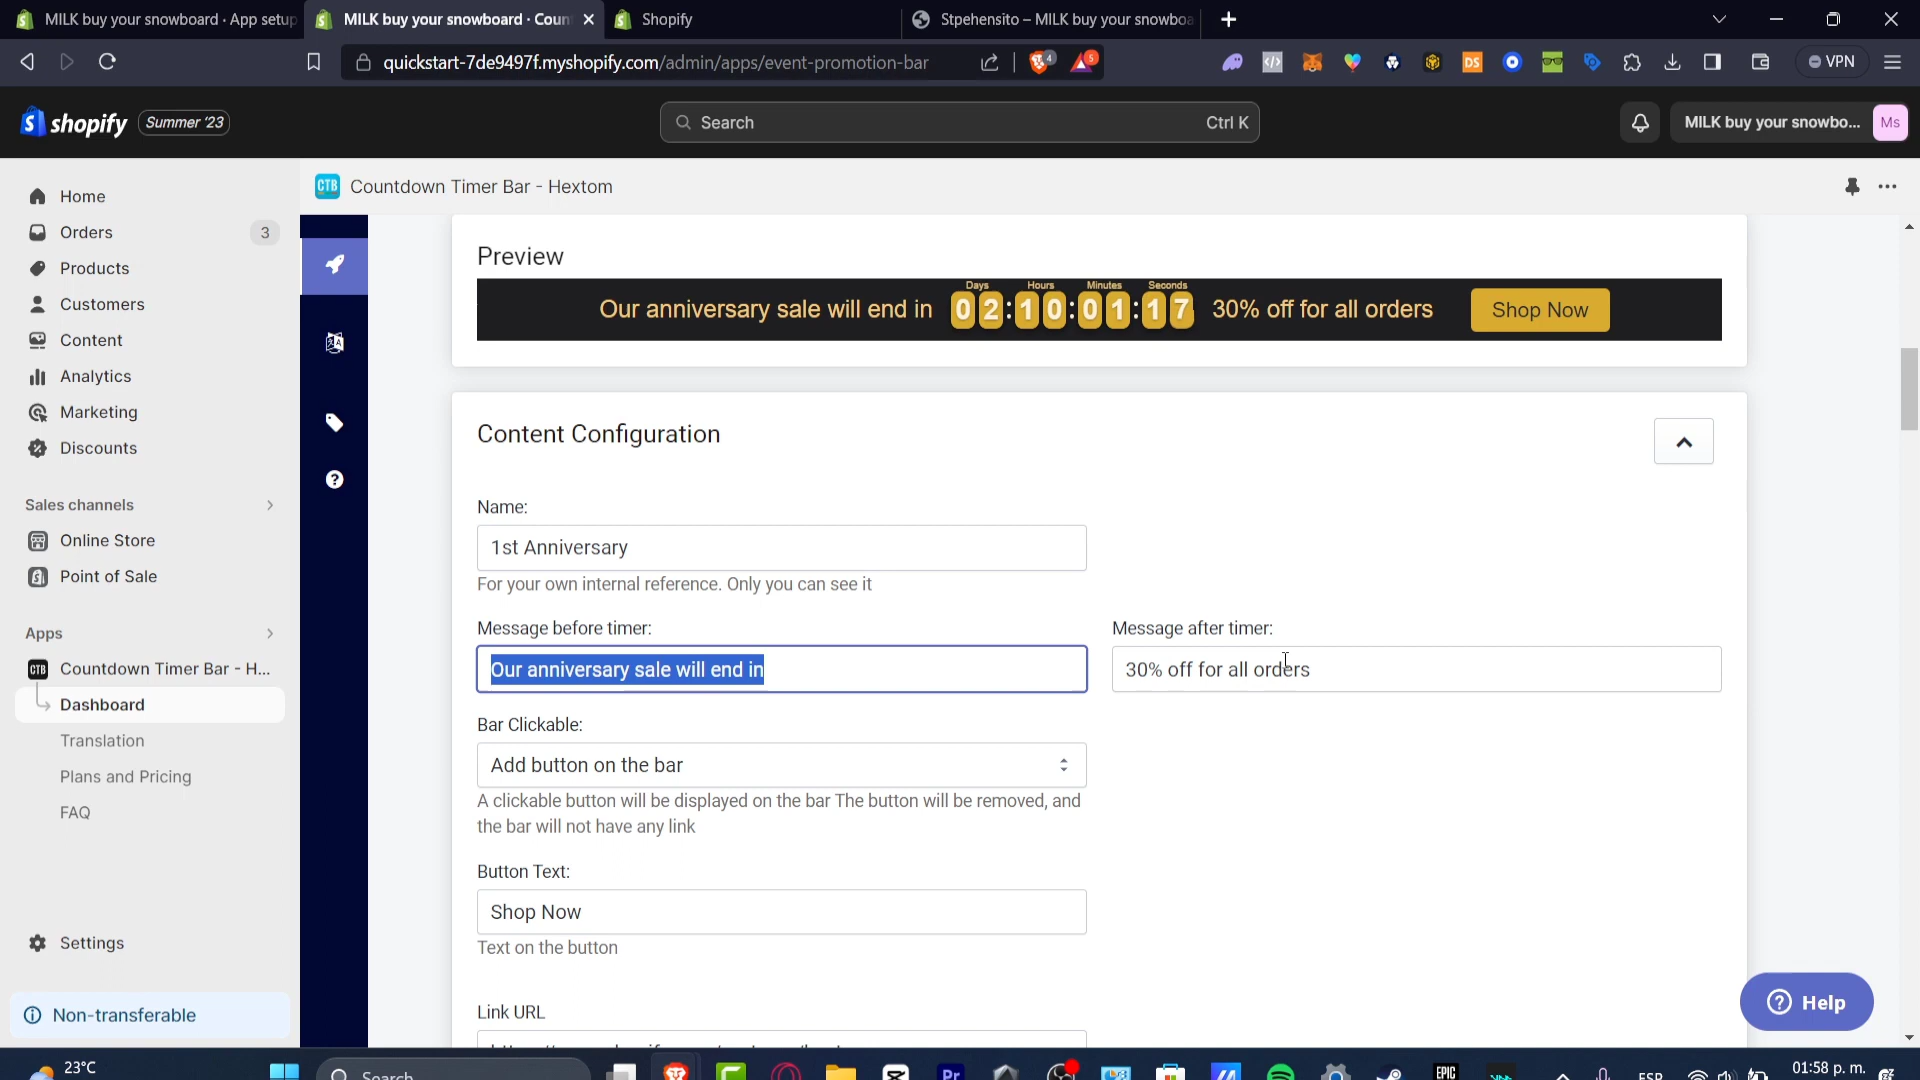 MILK buy your snowboard · App setup
MILK buy your snowboard · Coun
Shopify
Stpehensito – MILK buy your snowboa
quickstart-7de9497f.myshopify.com/admin/apps/event-promotion-bar
4
5
DS
VPN
shopify
Summer '23
Search
Ctrl K
MILK buy your snowbo...
Ms
Home
Orders
3
Products
Customers
Content
Analytics
Marketing
Discounts
Sales channels
Online Store
Point of Sale
Apps
CTB
Countdown Timer Bar - H...
Dashboard
Translation
Plans and Pricing
FAQ
Settings
Non-transferable
CTB
Countdown Timer Bar - Hextom
Preview
Days Hours Minutes Seconds
Our anniversary sale will end in 02:10:01:17 30% off for all orders Shop Now
Content Configuration
Name:
1st Anniversary
For your own internal reference. Only you can see it
Message before timer:
Our anniversary sale will end in
Message after timer:
30% off for all orders
Bar Clickable:
Add button on the bar
A clickable button will be displayed on the bar The button will be removed, and
the bar will not have any link
Button Text:
Shop Now
Text on the button
Link URL
Help
23°C
Search
Pr
EPIC
ESP
01:58 p. m.